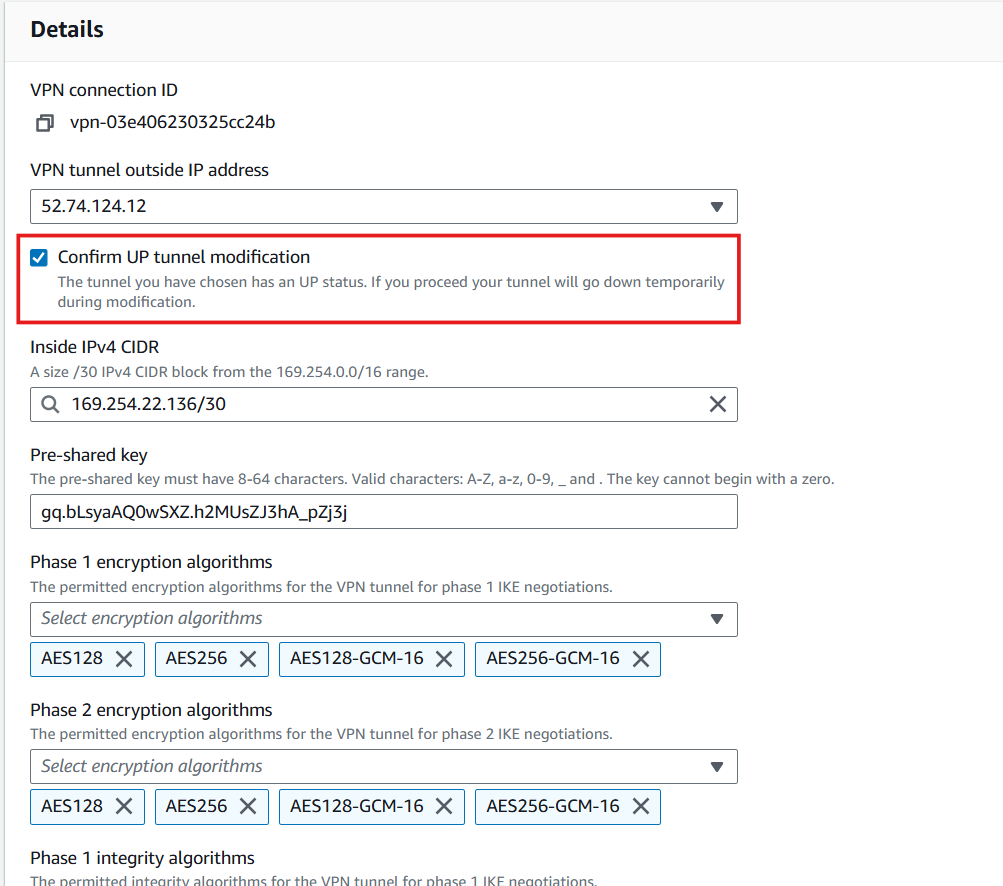 Details
VPN connection ID
vpn-03e406230325cc24b
VPN tunnel outside IP address
52.74.124.12
Confirm UP tunnel modification
The tunnel you have chosen has an UP status. If you proceed your tunnel will go down temporarily
during modification.
Inside IPv4 CIDR
A size /30 IPv4 CIDR block from the 169.254.0.0/16 range.
169.254.22.136/30
Pre-shared key
The pre-shared key must have 8-64 characters. Valid characters: A-Z, a-z, 0-9, _ and . The key cannot begin with a zero.
gq.bLsyaAQ0wSXZ.h2MUsZJ3hA_pZj3j
Phase 1 encryption algorithms
The permitted encryption algorithms for the VPN tunnel for phase 1 IKE negotiations.
Select encryption algorithms
AES128 AES256 AES128-GCM-16 AES256-GCM-16
Phase 2 encryption algorithms
The permitted encryption algorithms for the VPN tunnel for phase 2 IKE negotiations.
Select encryption algorithms
AES128 AES256 AES128-GCM-16 AES256-GCM-16
Phase 1 integrity algorithms
The permitted integrity algorithms for the VPN tunnel for phase 1 IKE negotiations.